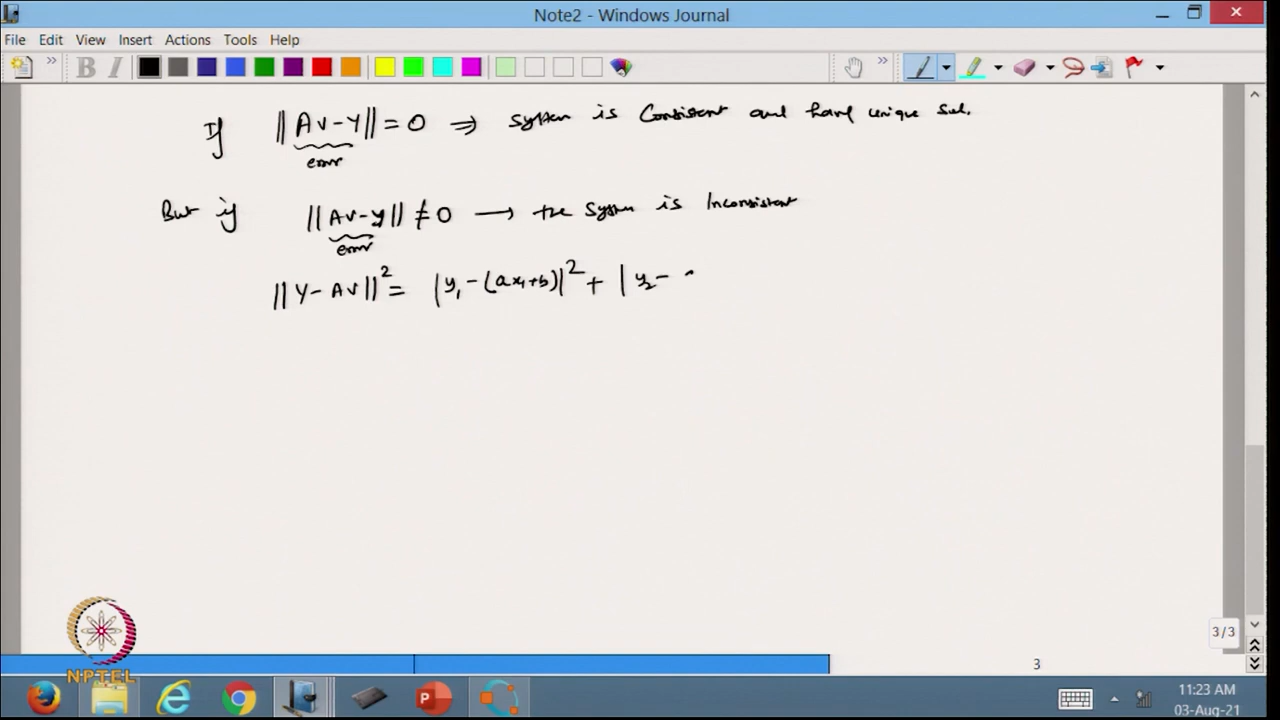 Note2 - Windows Journal
File Edit View Insert Actions Tools Help
If ||AV-Y|| = 0 ⇒ system is Consistent and have unique sol.
error
But if ||AV-y|| ≠ 0 → the system is Inconsistent
error
||Y-AV||² = |y₁-(ax₁+b)|² + |y₂-
3/3
NPTEL
3
11:23 AM
03-Aug-21